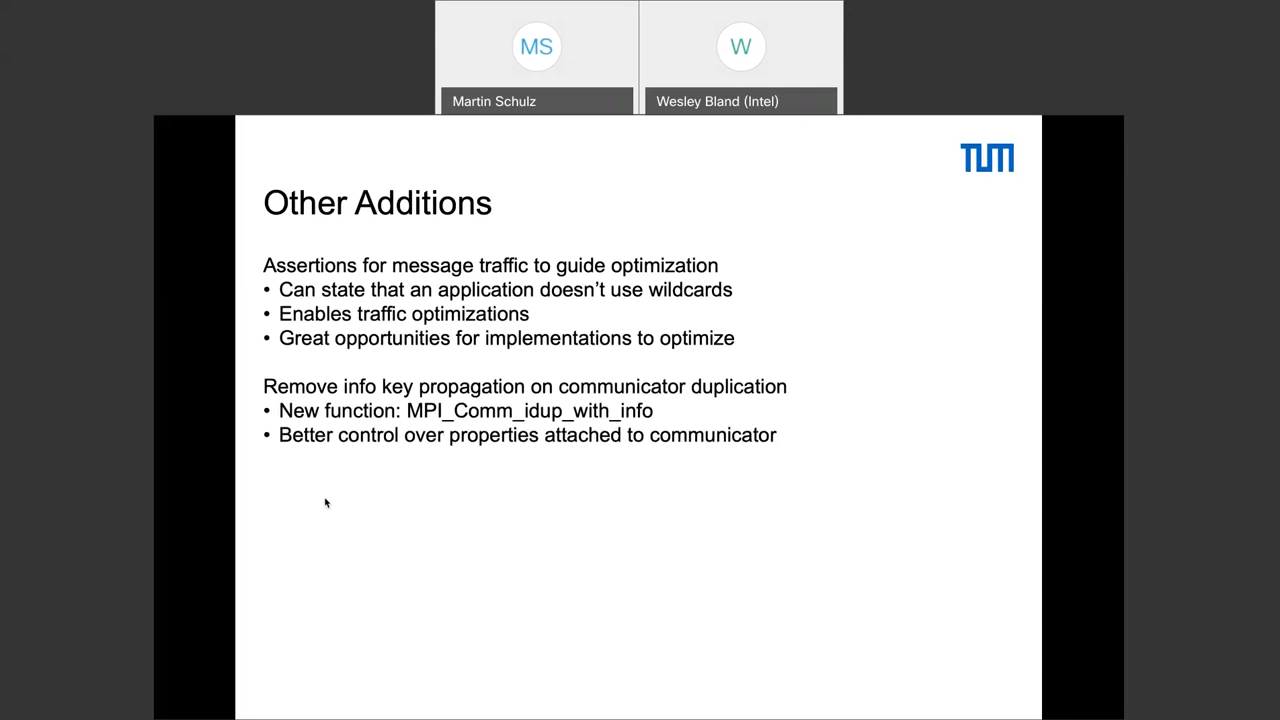 MS
W
Martin Schulz
Wesley Bland (Intel)
TUM
Other Additions
Assertions for message traffic to guide optimization
• Can state that an application doesn't use wildcards
• Enables traffic optimizations
• Great opportunities for implementations to optimize
Remove info key propagation on communicator duplication
• New function: MPI_Comm_idup_with_info
• Better control over properties attached to communicator